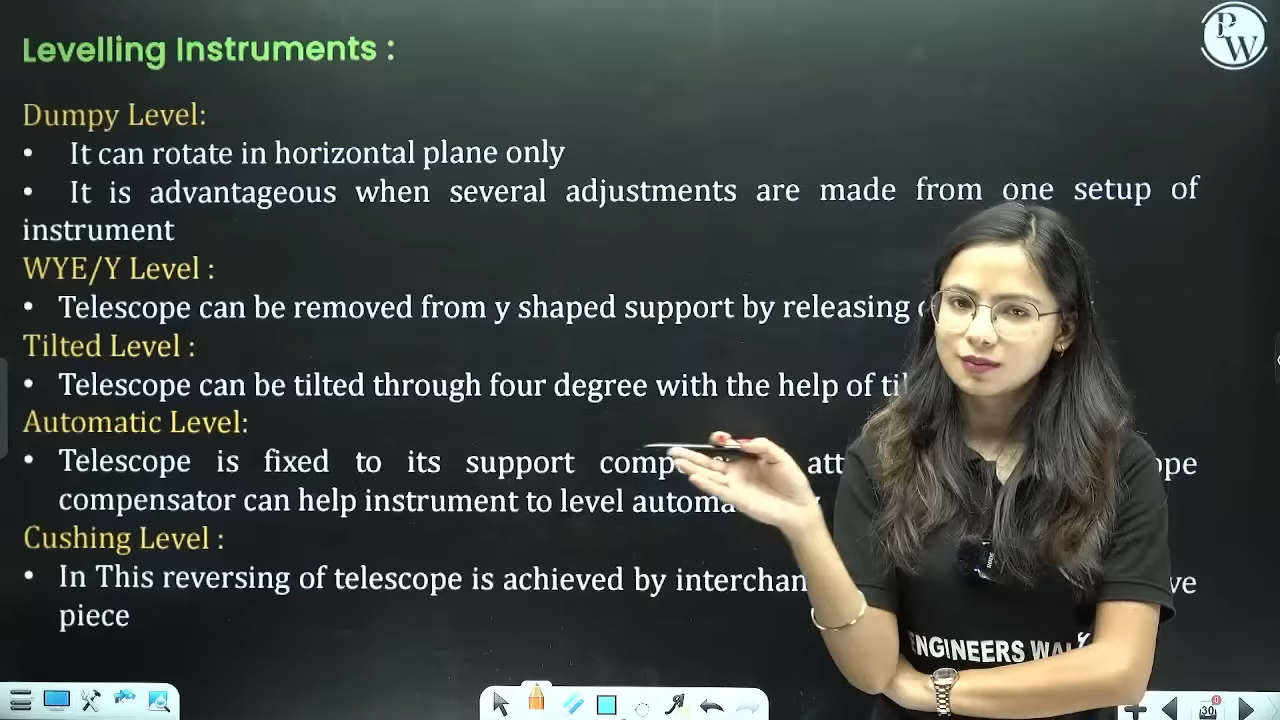 Levelling Instruments :
PW
Dumpy Level:
• It can rotate in horizontal plane only
• It is advantageous when several adjustments are made from one setup of
instrument
WYE/Y Level :
• Telescope can be removed from y shaped support by releasing
Tilted Level :
• Telescope can be tilted through four degree with the help of
Automatic Level:
• Telescope is fixed to its support
compensator can help instrument to level
Cushing Level :
• In This reversing of telescope is achieved by
piece
ENGINEERS
30